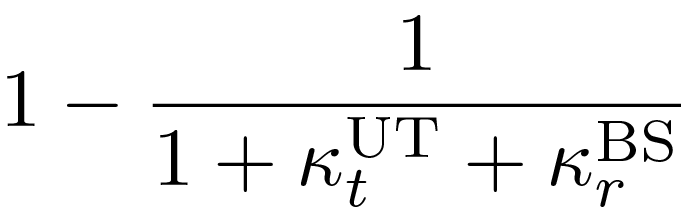 1 - \frac{1}{1 + \kappa_t^{\mathrm{UT}} + \kappa_r^{\mathrm{BS}}}